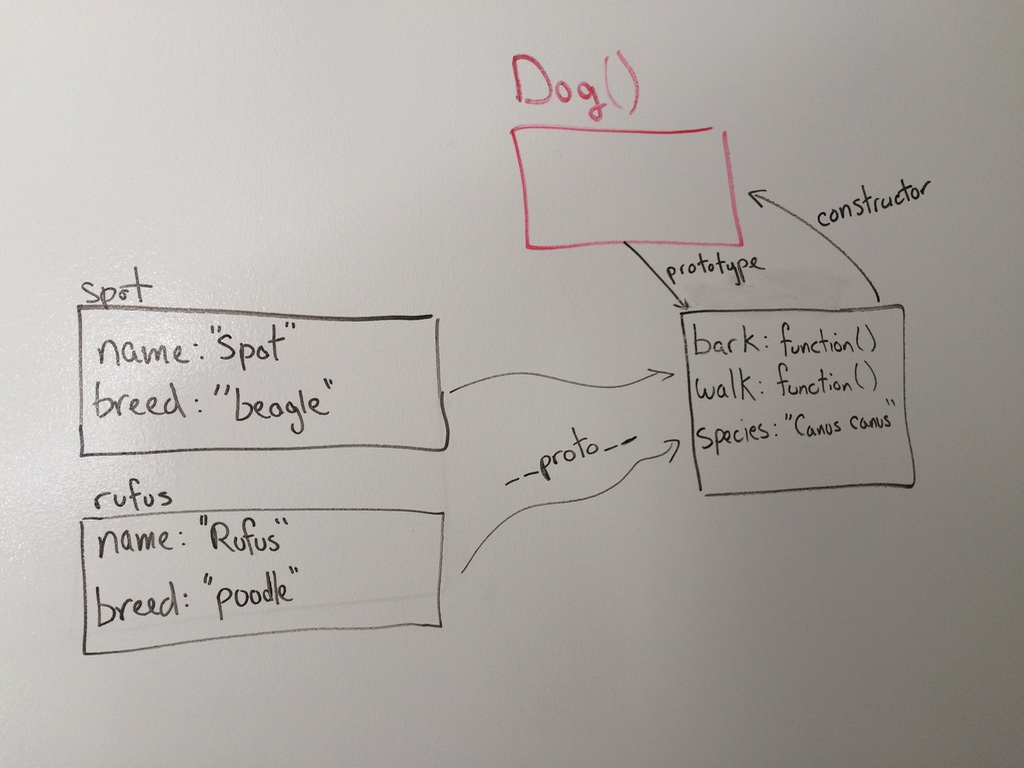 Dog()
constructor
prototype
spot
name: "Spot"
breed: "beagle"
bark: function()
walk: function()
species: "Canus canus"
__proto__
rufus
name: "Rufus"
breed: "poodle"